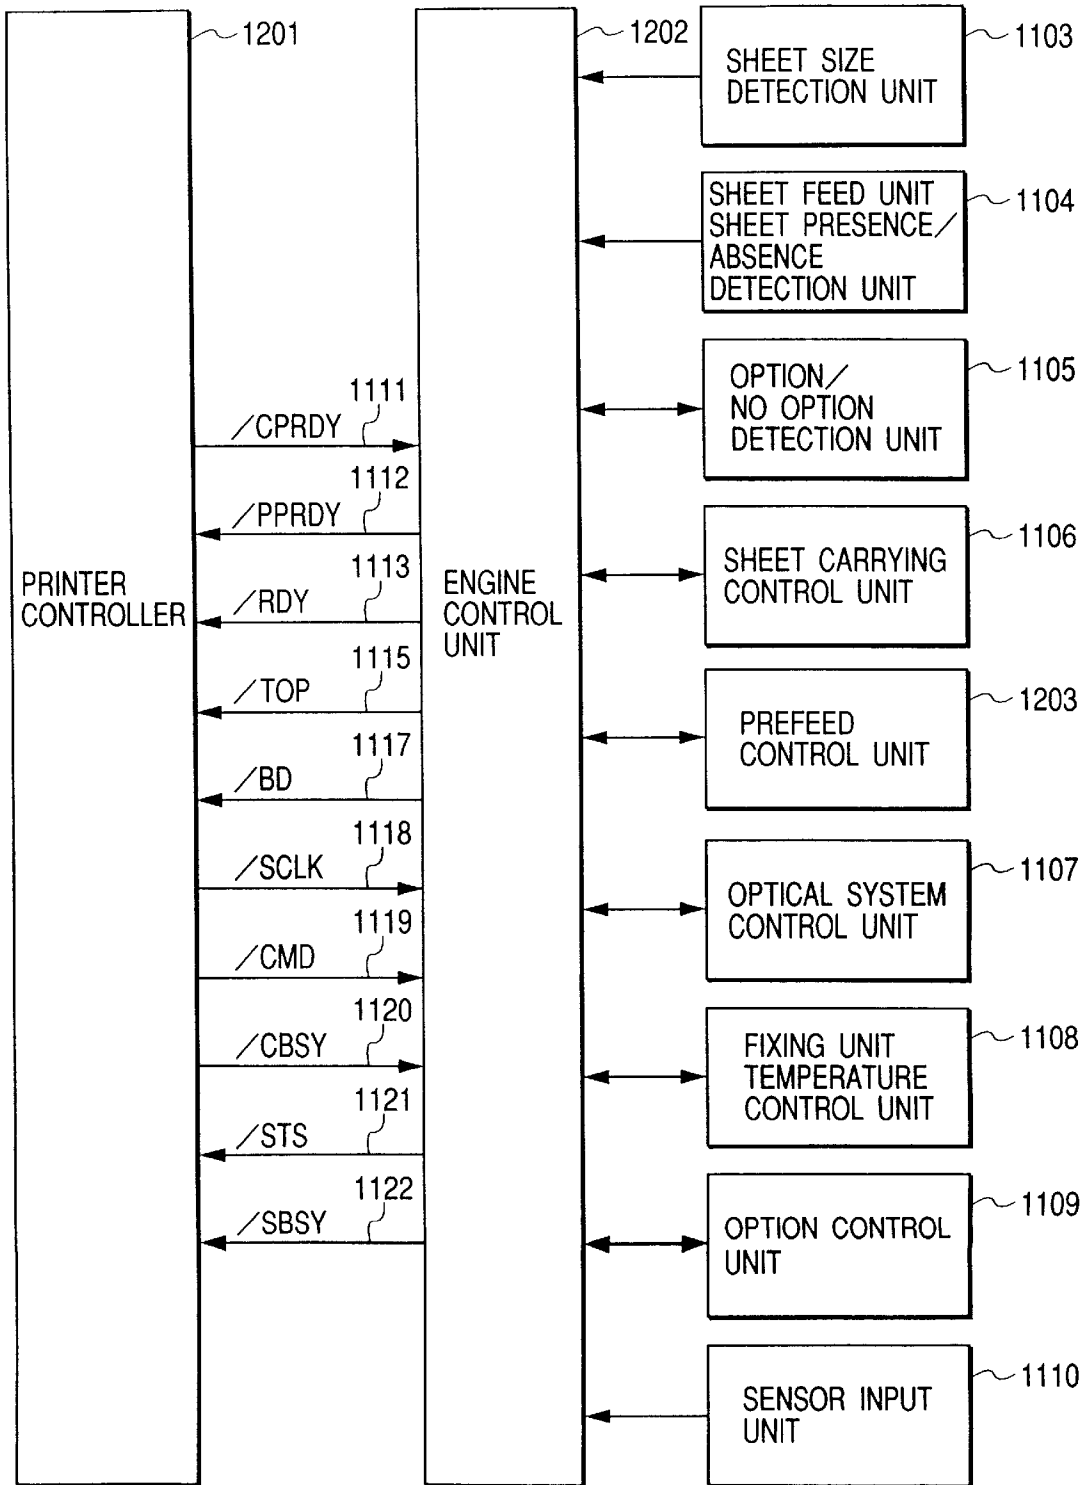 1201
PRINTER
CONTROLLER
1111
/CPRDY
1112
/PPRDY
1113
/RDY
1115
/TOP
1117
/BD
1118
/SCLK
1119
/CMD
1120
/CBSY
1121
/STS
1122
/SBSY
1202
ENGINE
CONTROL
UNIT
1103
SHEET SIZE
DETECTION UNIT
1104
SHEET FEED UNIT
SHEET PRESENCE/
ABSENCE
DETECTION UNIT
1105
OPTION/
NO OPTION
DETECTION UNIT
1106
SHEET CARRYING
CONTROL UNIT
1203
PREFEED
CONTROL UNIT
1107
OPTICAL SYSTEM
CONTROL UNIT
1108
FIXING UNIT
TEMPERATURE
CONTROL UNIT
1109
OPTION CONTROL
UNIT
1110
SENSOR INPUT
UNIT